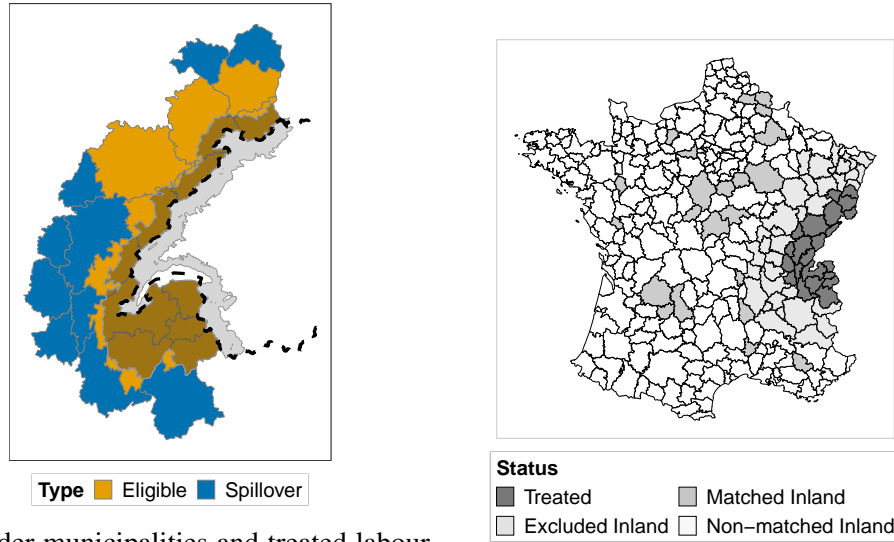 Type Eligible Spillover
der municipalities and treated labour
Status
Treated Matched Inland
Excluded Inland Non−matched Inland